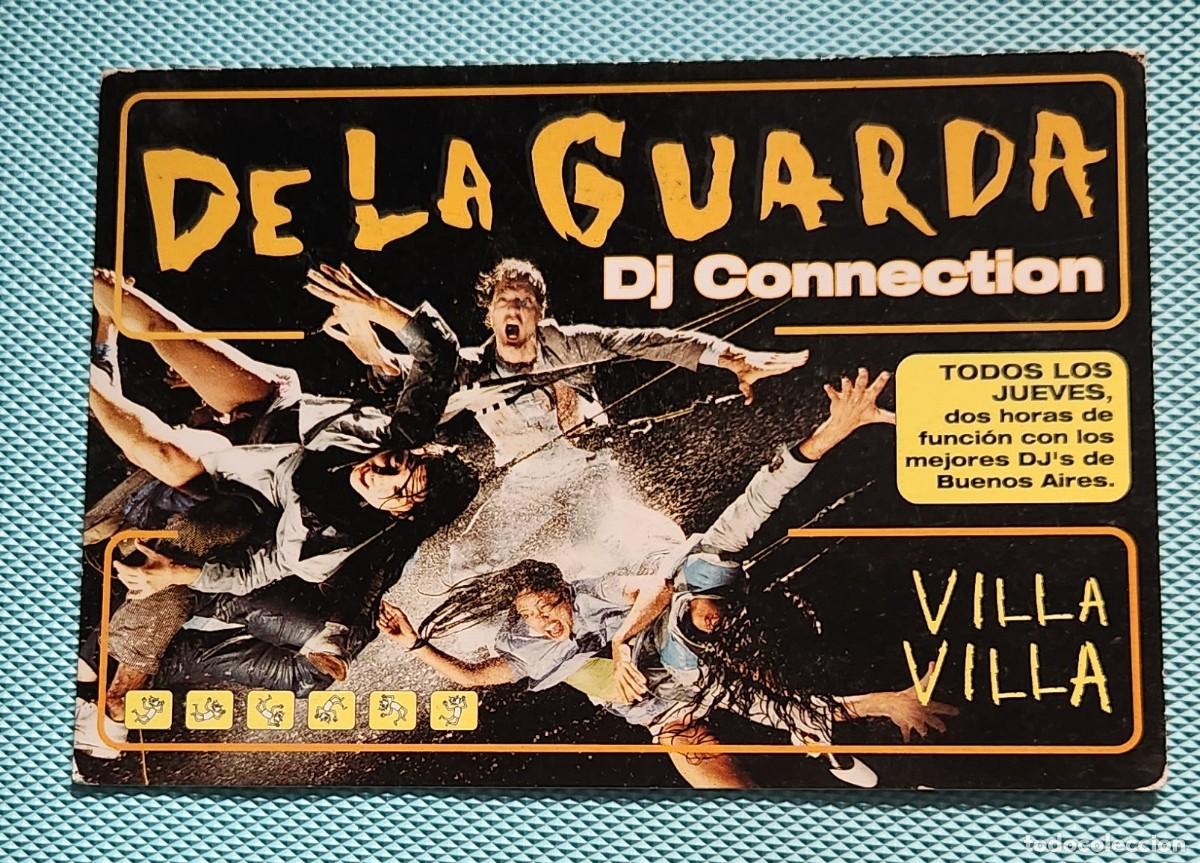 DE LA GUARDA
Dj Connection
TODOS LOS
JUEVES,
dos horas de
función con los
mejores DJ's de
Buenos Aires.
VILLA
VILLA
todocoleccion